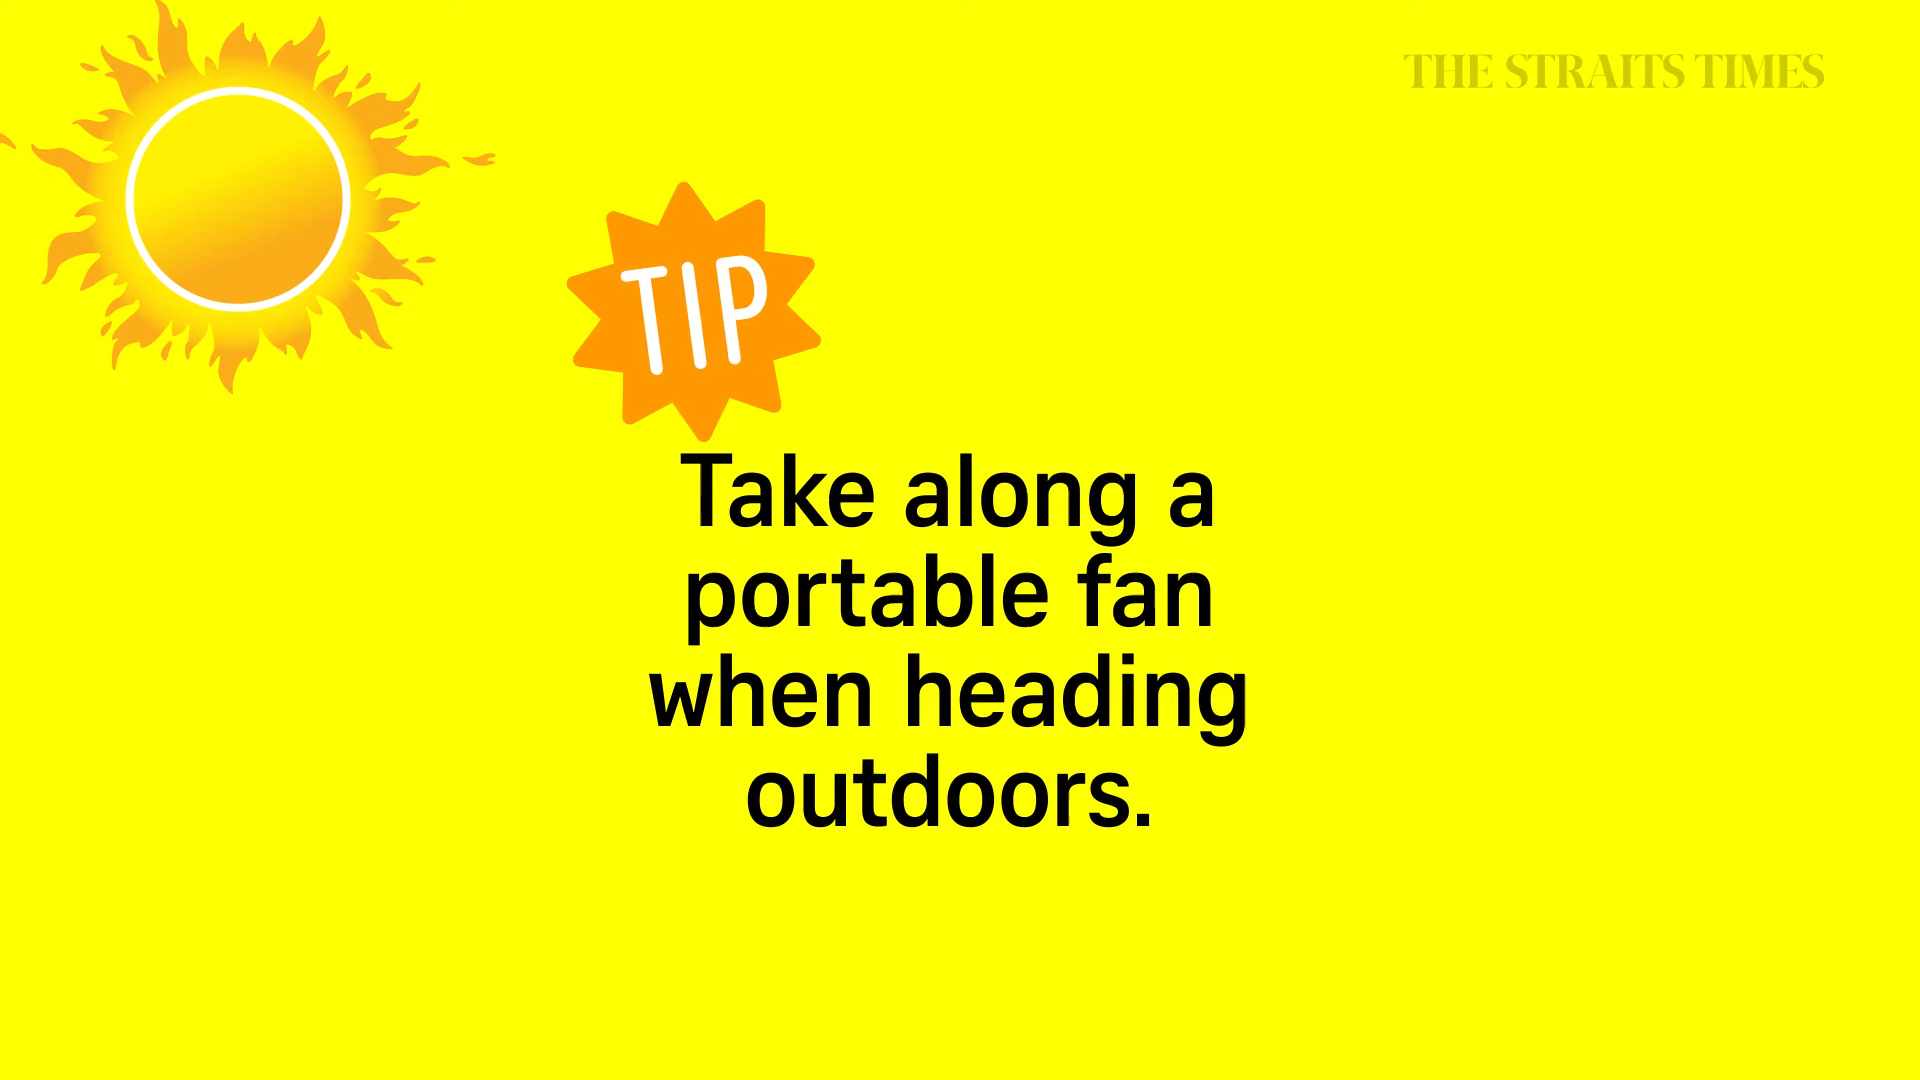 THE STRAITS TIMES
TIP
Take along a
portable fan
when heading
outdoors.